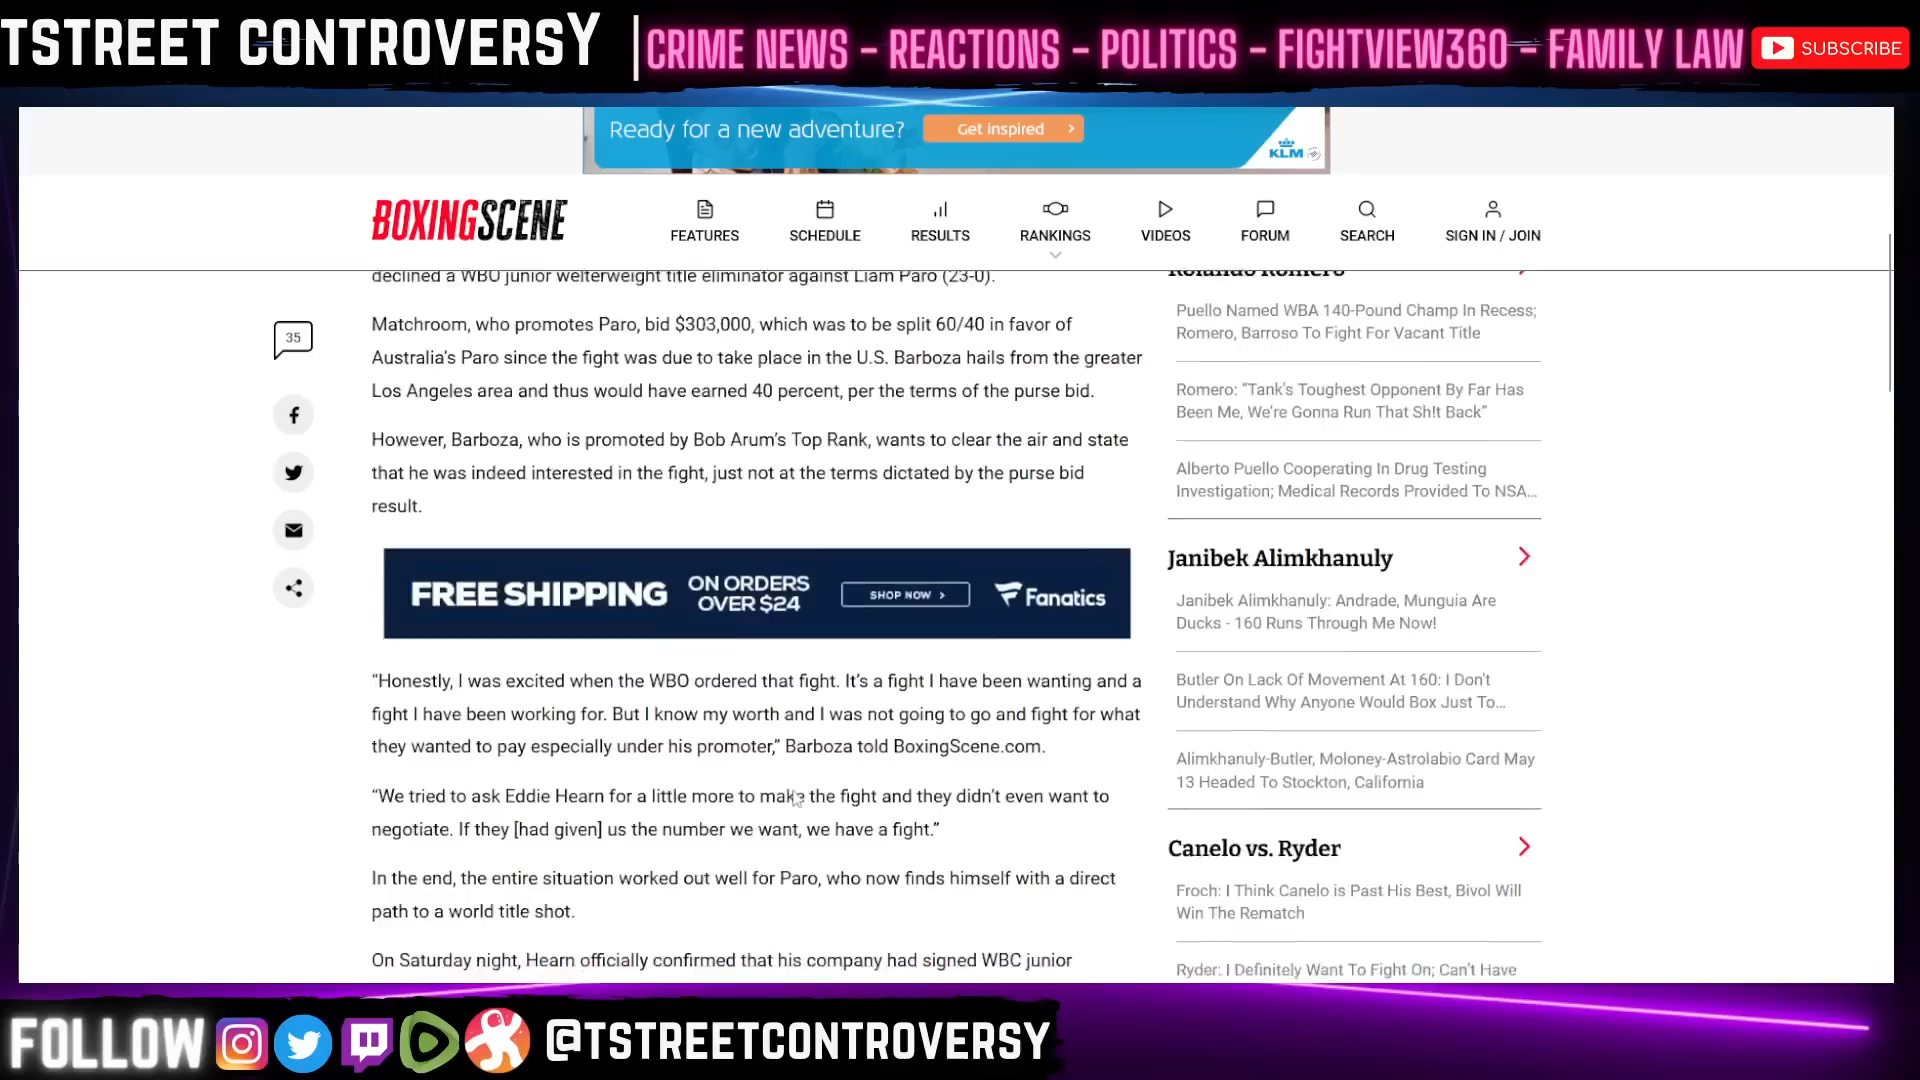 TSTREET CONTROVERSY
CRIME NEWS - REACTIONS - POLITICS - FIGHTVIEW360 - FAMILY LAW
SUBSCRIBE
Ready for a new adventure?
Get inspired
KLM
BOXINGSCENE
FEATURES
SCHEDULE
RESULTS
RANKINGS
VIDEOS
FORUM
SEARCH
SIGN IN / JOIN
declined a WBO junior welterweight title eliminator against Liam Paro (23-0).
35
Matchroom, who promotes Paro, bid $303,000, which was to be split 60/40 in favor of
Australia's Paro since the fight was due to take place in the U.S. Barboza hails from the greater
Los Angeles area and thus would have earned 40 percent, per the terms of the purse bid.
However, Barboza, who is promoted by Bob Arum's Top Rank, wants to clear the air and state
that he was indeed interested in the fight, just not at the terms dictated by the purse bid
result.
FREE SHIPPING
ON ORDERS
OVER $24
SHOP NOW
Fanatics
“Honestly, I was excited when the WBO ordered that fight. It’s a fight I have been wanting and a
fight I have been working for. But I know my worth and I was not going to go and fight for what
they wanted to pay especially under his promoter,” Barboza told BoxingScene.com.
“We tried to ask Eddie Hearn for a little more to make the fight and they didn’t even want to
negotiate. If they [had given] us the number we want, we have a fight.”
In the end, the entire situation worked out well for Paro, who now finds himself with a direct
path to a world title shot.
On Saturday night, Hearn officially confirmed that his company had signed WBC junior
Rolando Romero
Puello Named WBA 140-Pound Champ In Recess;
Romero, Barroso To Fight For Vacant Title
Romero: “Tank's Toughest Opponent By Far Has
Been Me, We're Gonna Run That Sh!t Back”
Alberto Puello Cooperating In Drug Testing
Investigation; Medical Records Provided To NSA...
Janibek Alimkhanuly
Janibek Alimkhanuly: Andrade, Munguia Are
Ducks - 160 Runs Through Me Now!
Butler On Lack Of Movement At 160: I Don't
Understand Why Anyone Would Box Just To...
Alimkhanuly-Butler, Moloney-Astrolabio Card May
13 Headed To Stockton, California
Canelo vs. Ryder
Froch: I Think Canelo is Past His Best, Bivol Will
Win The Rematch
Ryder: I Definitely Want To Fight On; Can't Have
FOLLOW
@TSTREETCONTROVERSY